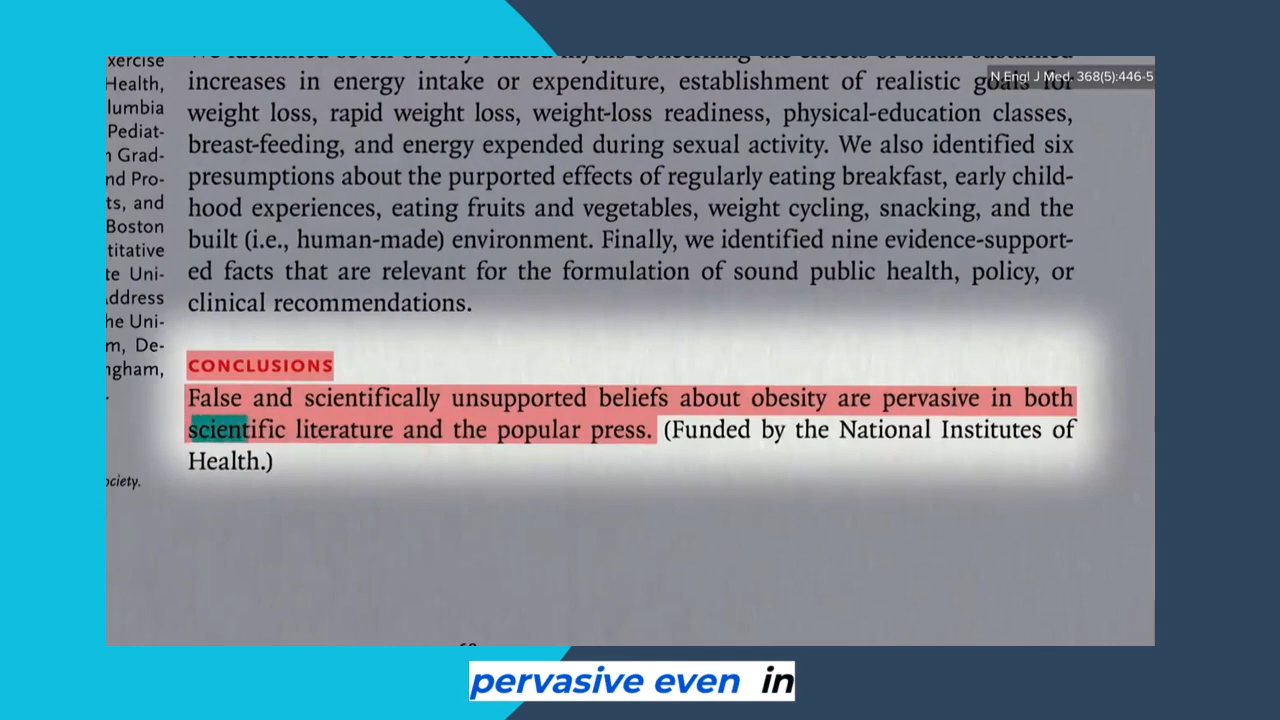 N Engl J Med. 368(5):446-5
xercise
Health,
lumbia
Pediat-
n Grad-
nd Pro-
ts, and
Boston
titative
te Uni-
Address
he Uni-
m, De-
ngham,
ociety.
increases in energy intake or expenditure, establishment of realistic goals for
weight loss, rapid weight loss, weight-loss readiness, physical-education classes,
breast-feeding, and energy expended during sexual activity. We also identified six
presumptions about the purported effects of regularly eating breakfast, early child-
hood experiences, eating fruits and vegetables, weight cycling, snacking, and the
built (i.e., human-made) environment. Finally, we identified nine evidence-support-
ed facts that are relevant for the formulation of sound public health, policy, or
clinical recommendations.
CONCLUSIONS
False and scientifically unsupported beliefs about obesity are pervasive in both
scientific literature and the popular press. (Funded by the National Institutes of
Health.)
pervasive even in